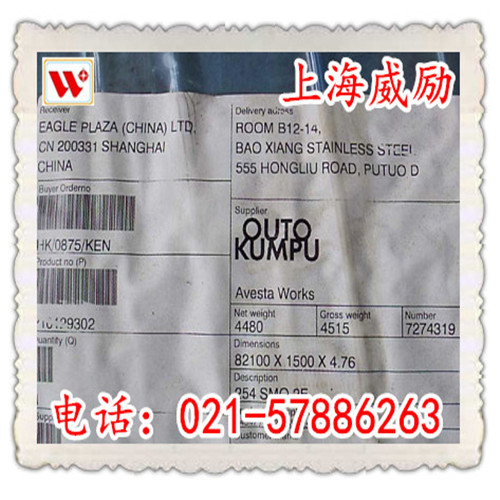 W+
上海威励
Receiver
EAGLE PLAZA (CHINA) LTD,
CN 200331 SHANGHAI
CHINA
Buyer Orderno
HK/0875/KEN
Product no (P)
Quantity (Q)
Delivery
ROOM B12-14,
BAO XIANG STAINLESS STEEL
555 HONGLIU ROAD, PUTUO D
Supplier
OUTO
KUMPU
Avesta Works
Net weight
4480
Gross weight
4515
Number
7274319
Dimensions
82100 X 1500 X 4.76
Description
254 SMO 2E
电话：021-57886263